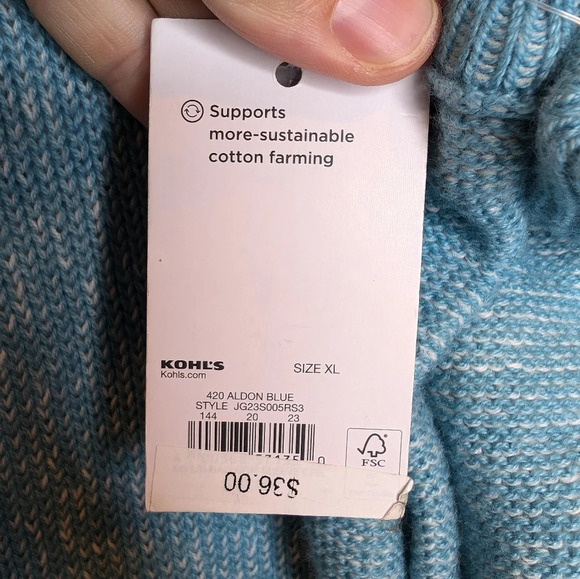 Supports
more-sustainable
cotton farming
KOHL'S SIZE XL
Kohls.com
420 ALDON BLUE
STYLE JG23S005RS3
144 20 23
0
FSC
$36.00